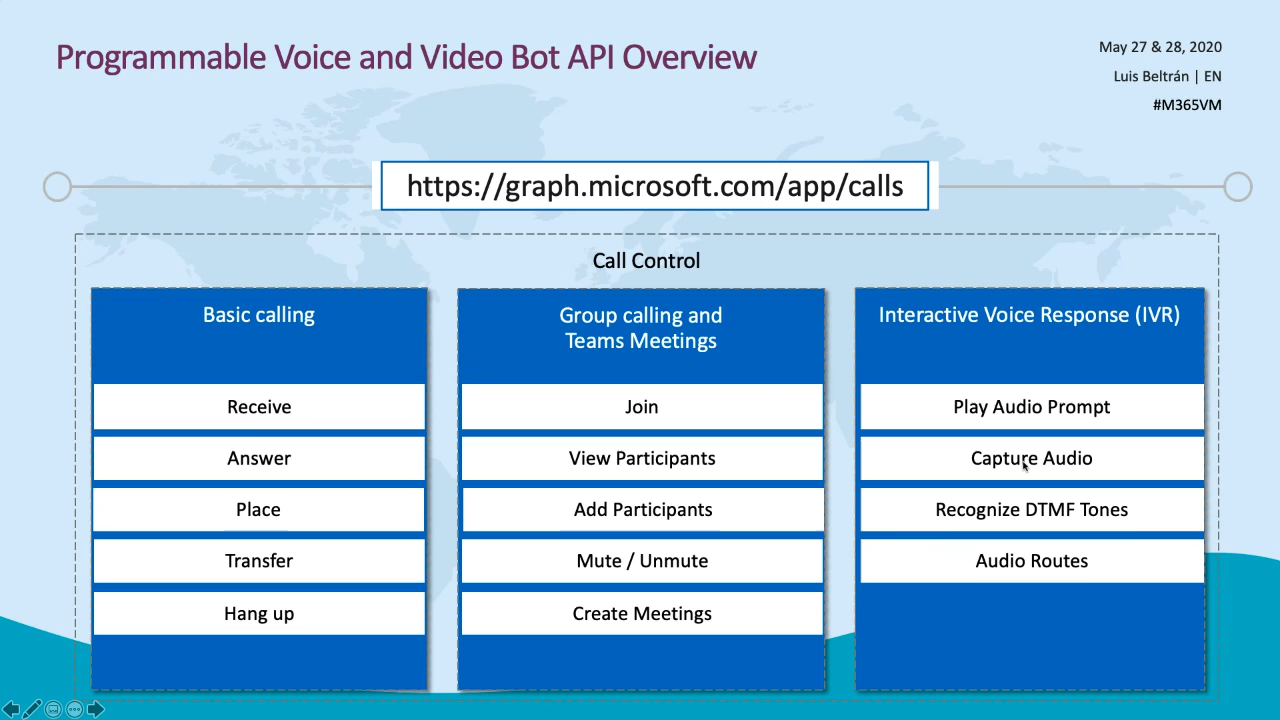 Programmable Voice and Video Bot API Overview
May 27 & 28, 2020
Luis Beltrán | EN
#M365VM
https://graph.microsoft.com/app/calls
Call Control
Basic calling
Receive
Answer
Place
Transfer
Hang up
Group calling and
Teams Meetings
Join
View Participants
Add Participants
Mute / Unmute
Create Meetings
Interactive Voice Response (IVR)
Play Audio Prompt
Capture Audio
Recognize DTMF Tones
Audio Routes